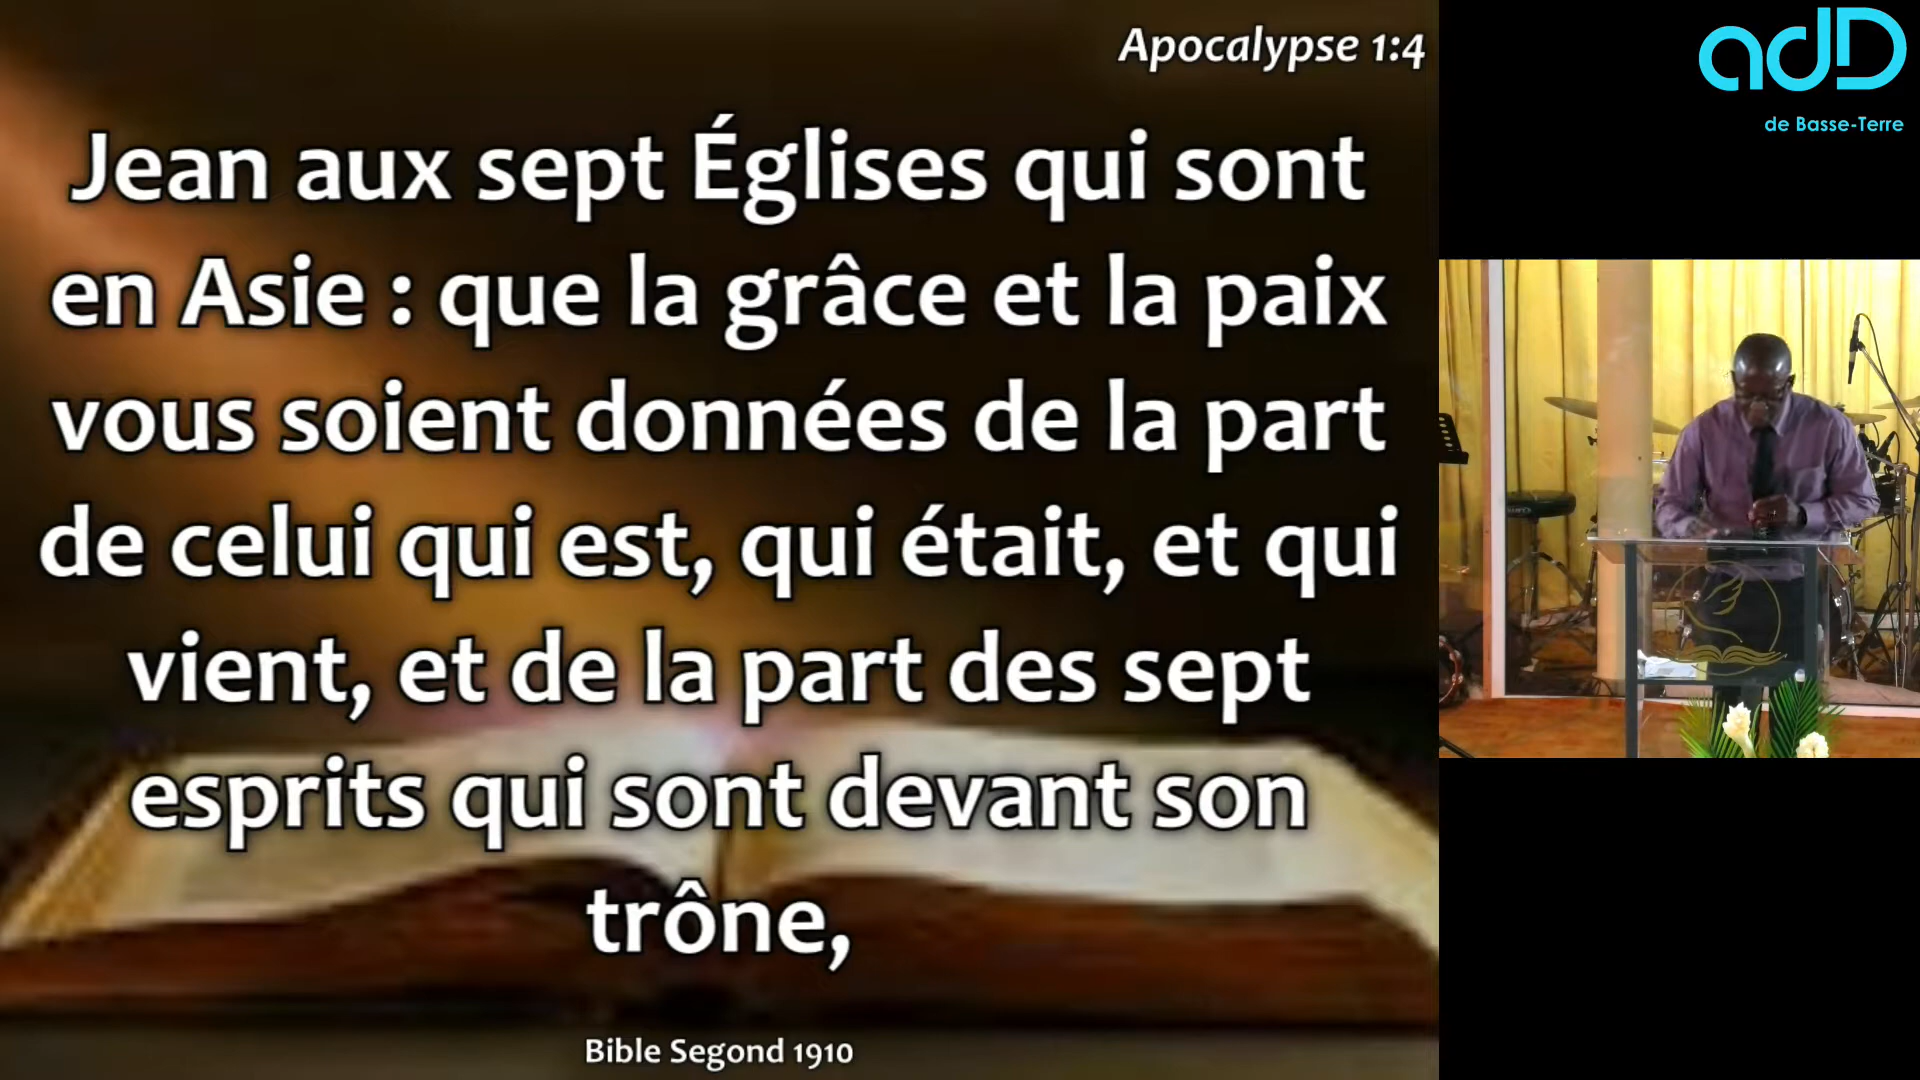 Apocalypse 1:4
Jean aux sept Églises qui sont
en Asie : que la grâce et la paix
vous soient données de la part
de celui qui est, qui était, et qui
vient, et de la part des sept
esprits qui sont devant son
trône,
Bible Segond 1910
adD
de Basse-Terre